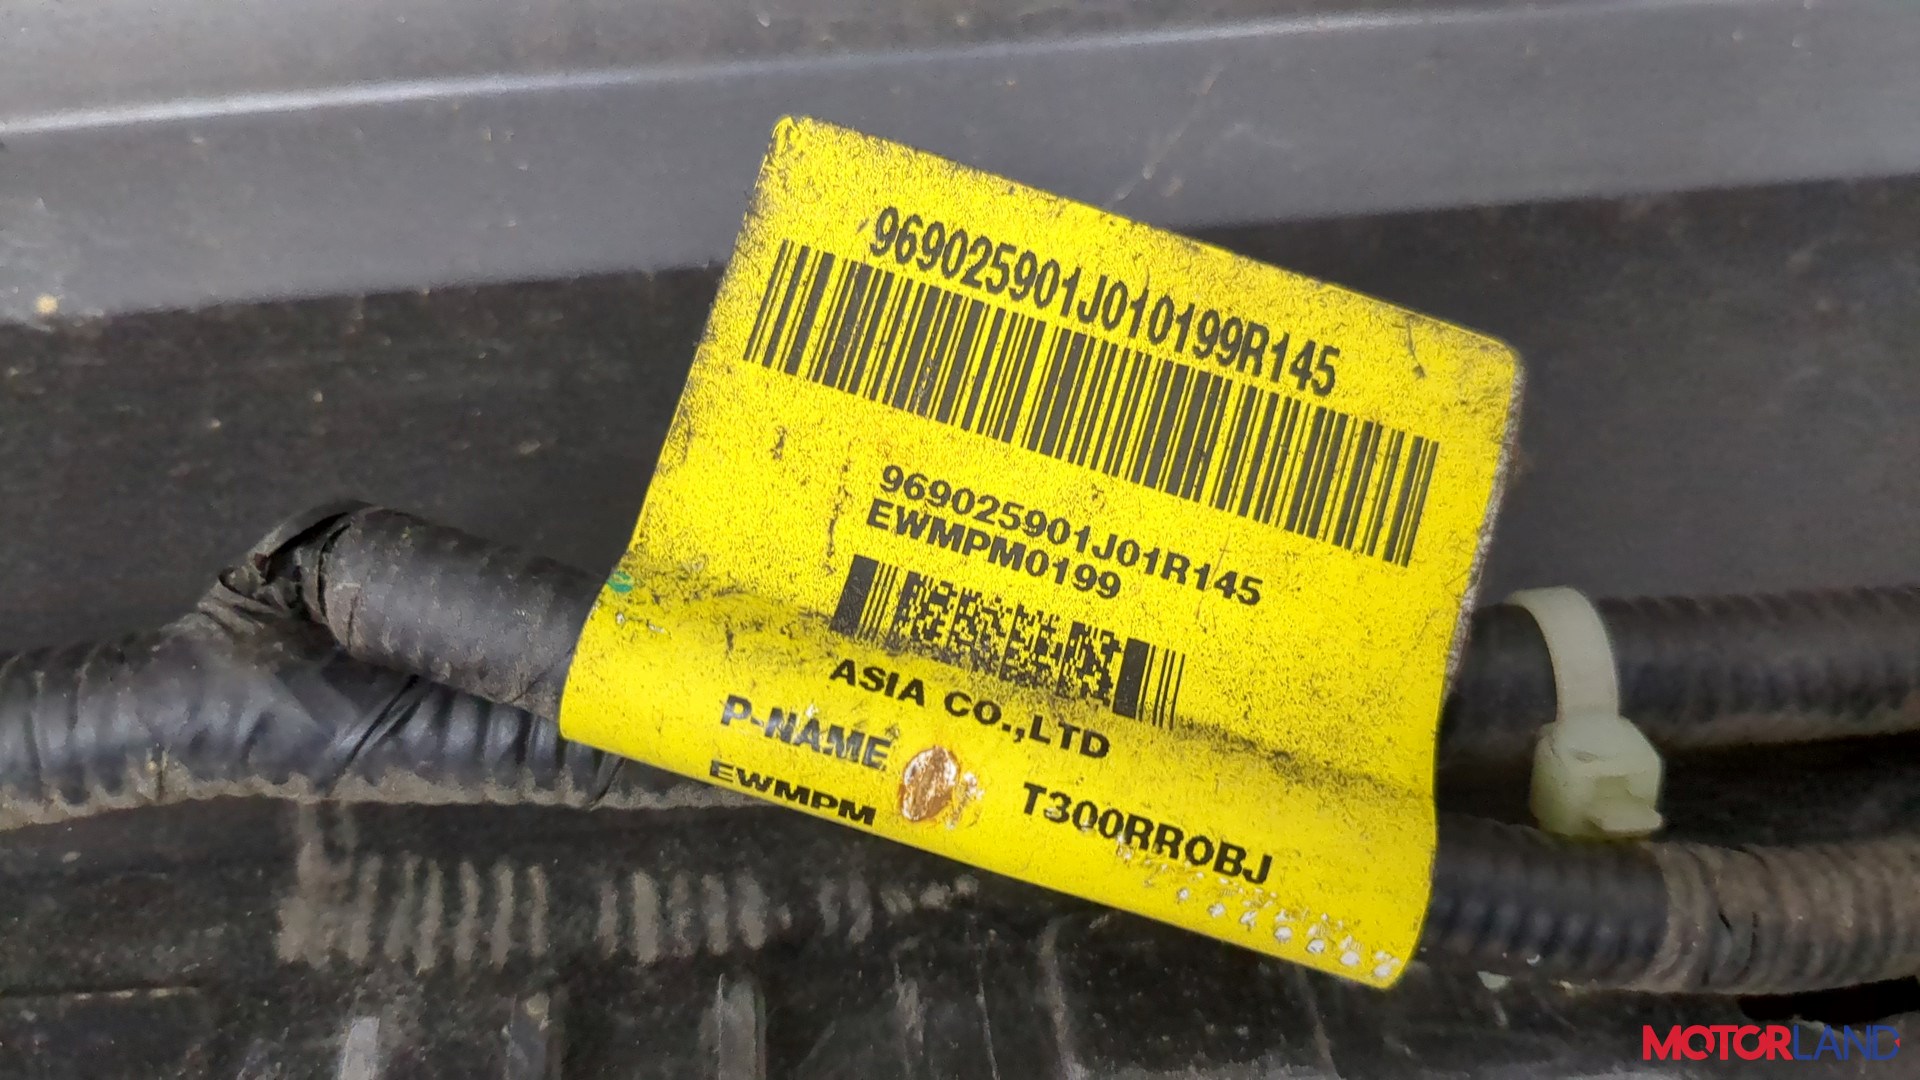 969025901J010199R145
969025901J01R145
EWMPM0199
ASIA CO.,LTD
P-NAME T300RROBJ
EWMPM
MOTORLAND